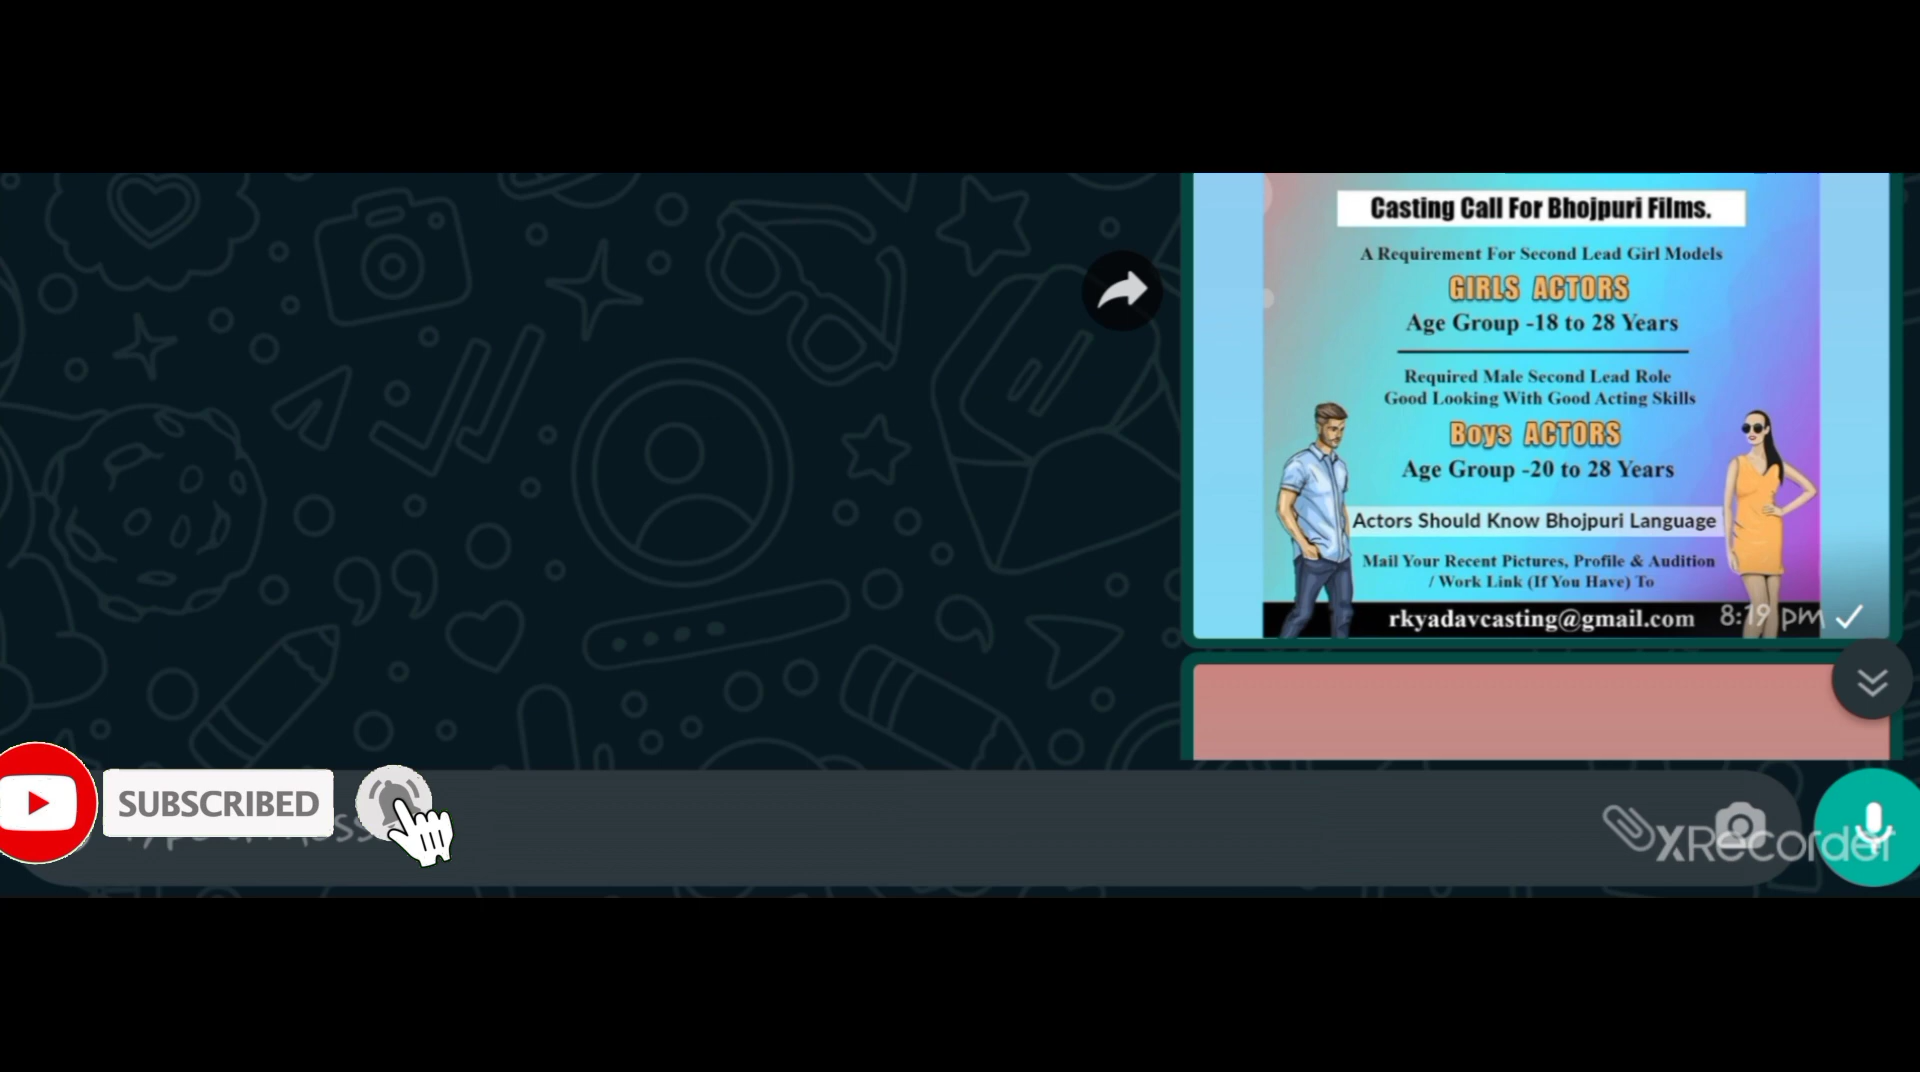 Casting Call For Bhojpuri Films.
A Requirement For Second Lead Girl Models
GIRLS ACTORS
Age Group -18 to 28 Years
Required Male Second Lead Role
Good Looking With Good Acting Skills
Boys ACTORS
Age Group -20 to 28 Years
Actors Should Know Bhojpuri Language
Mail Your Recent Pictures, Profile & Audition
/ Work Link (If You Have) To
rkyadavcasting@gmail.com
8:19 pm
SUBSCRIBED
XRecorder